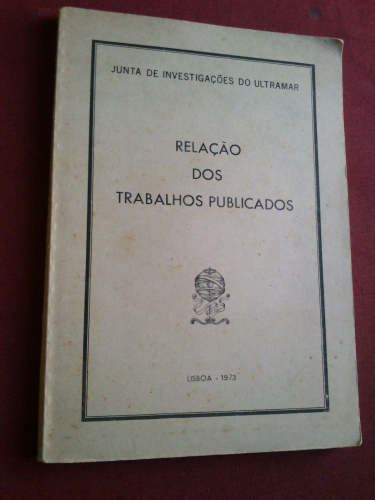 JUNTA DE INVESTIGAÇÕES DO ULTRAMAR
RELAÇÃO
DOS
TRABALHOS PUBLICADOS
LISBOA - 1973